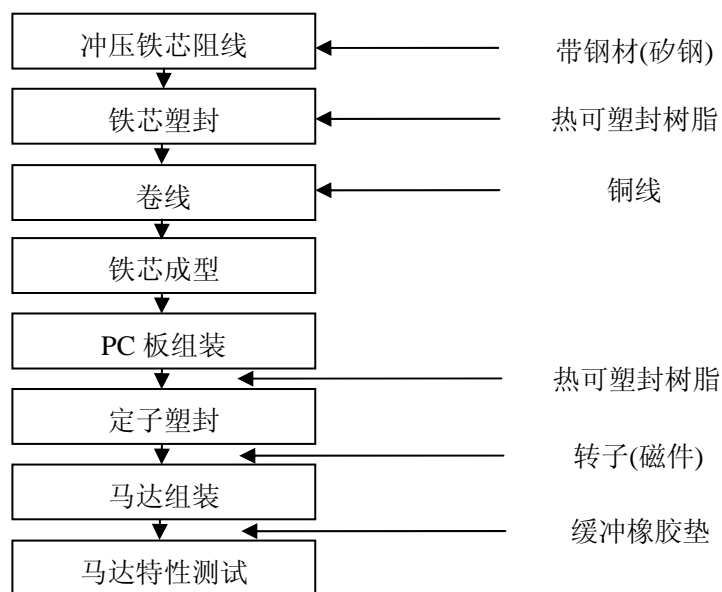 冲压铁芯阻线
带钢材(矽钢)
铁芯塑封
热可塑封树脂
卷线
铜线
铁芯成型
PC 板组装
热可塑封树脂
定子塑封
转子(磁件)
马达组装
缓冲橡胶垫
马达特性测试